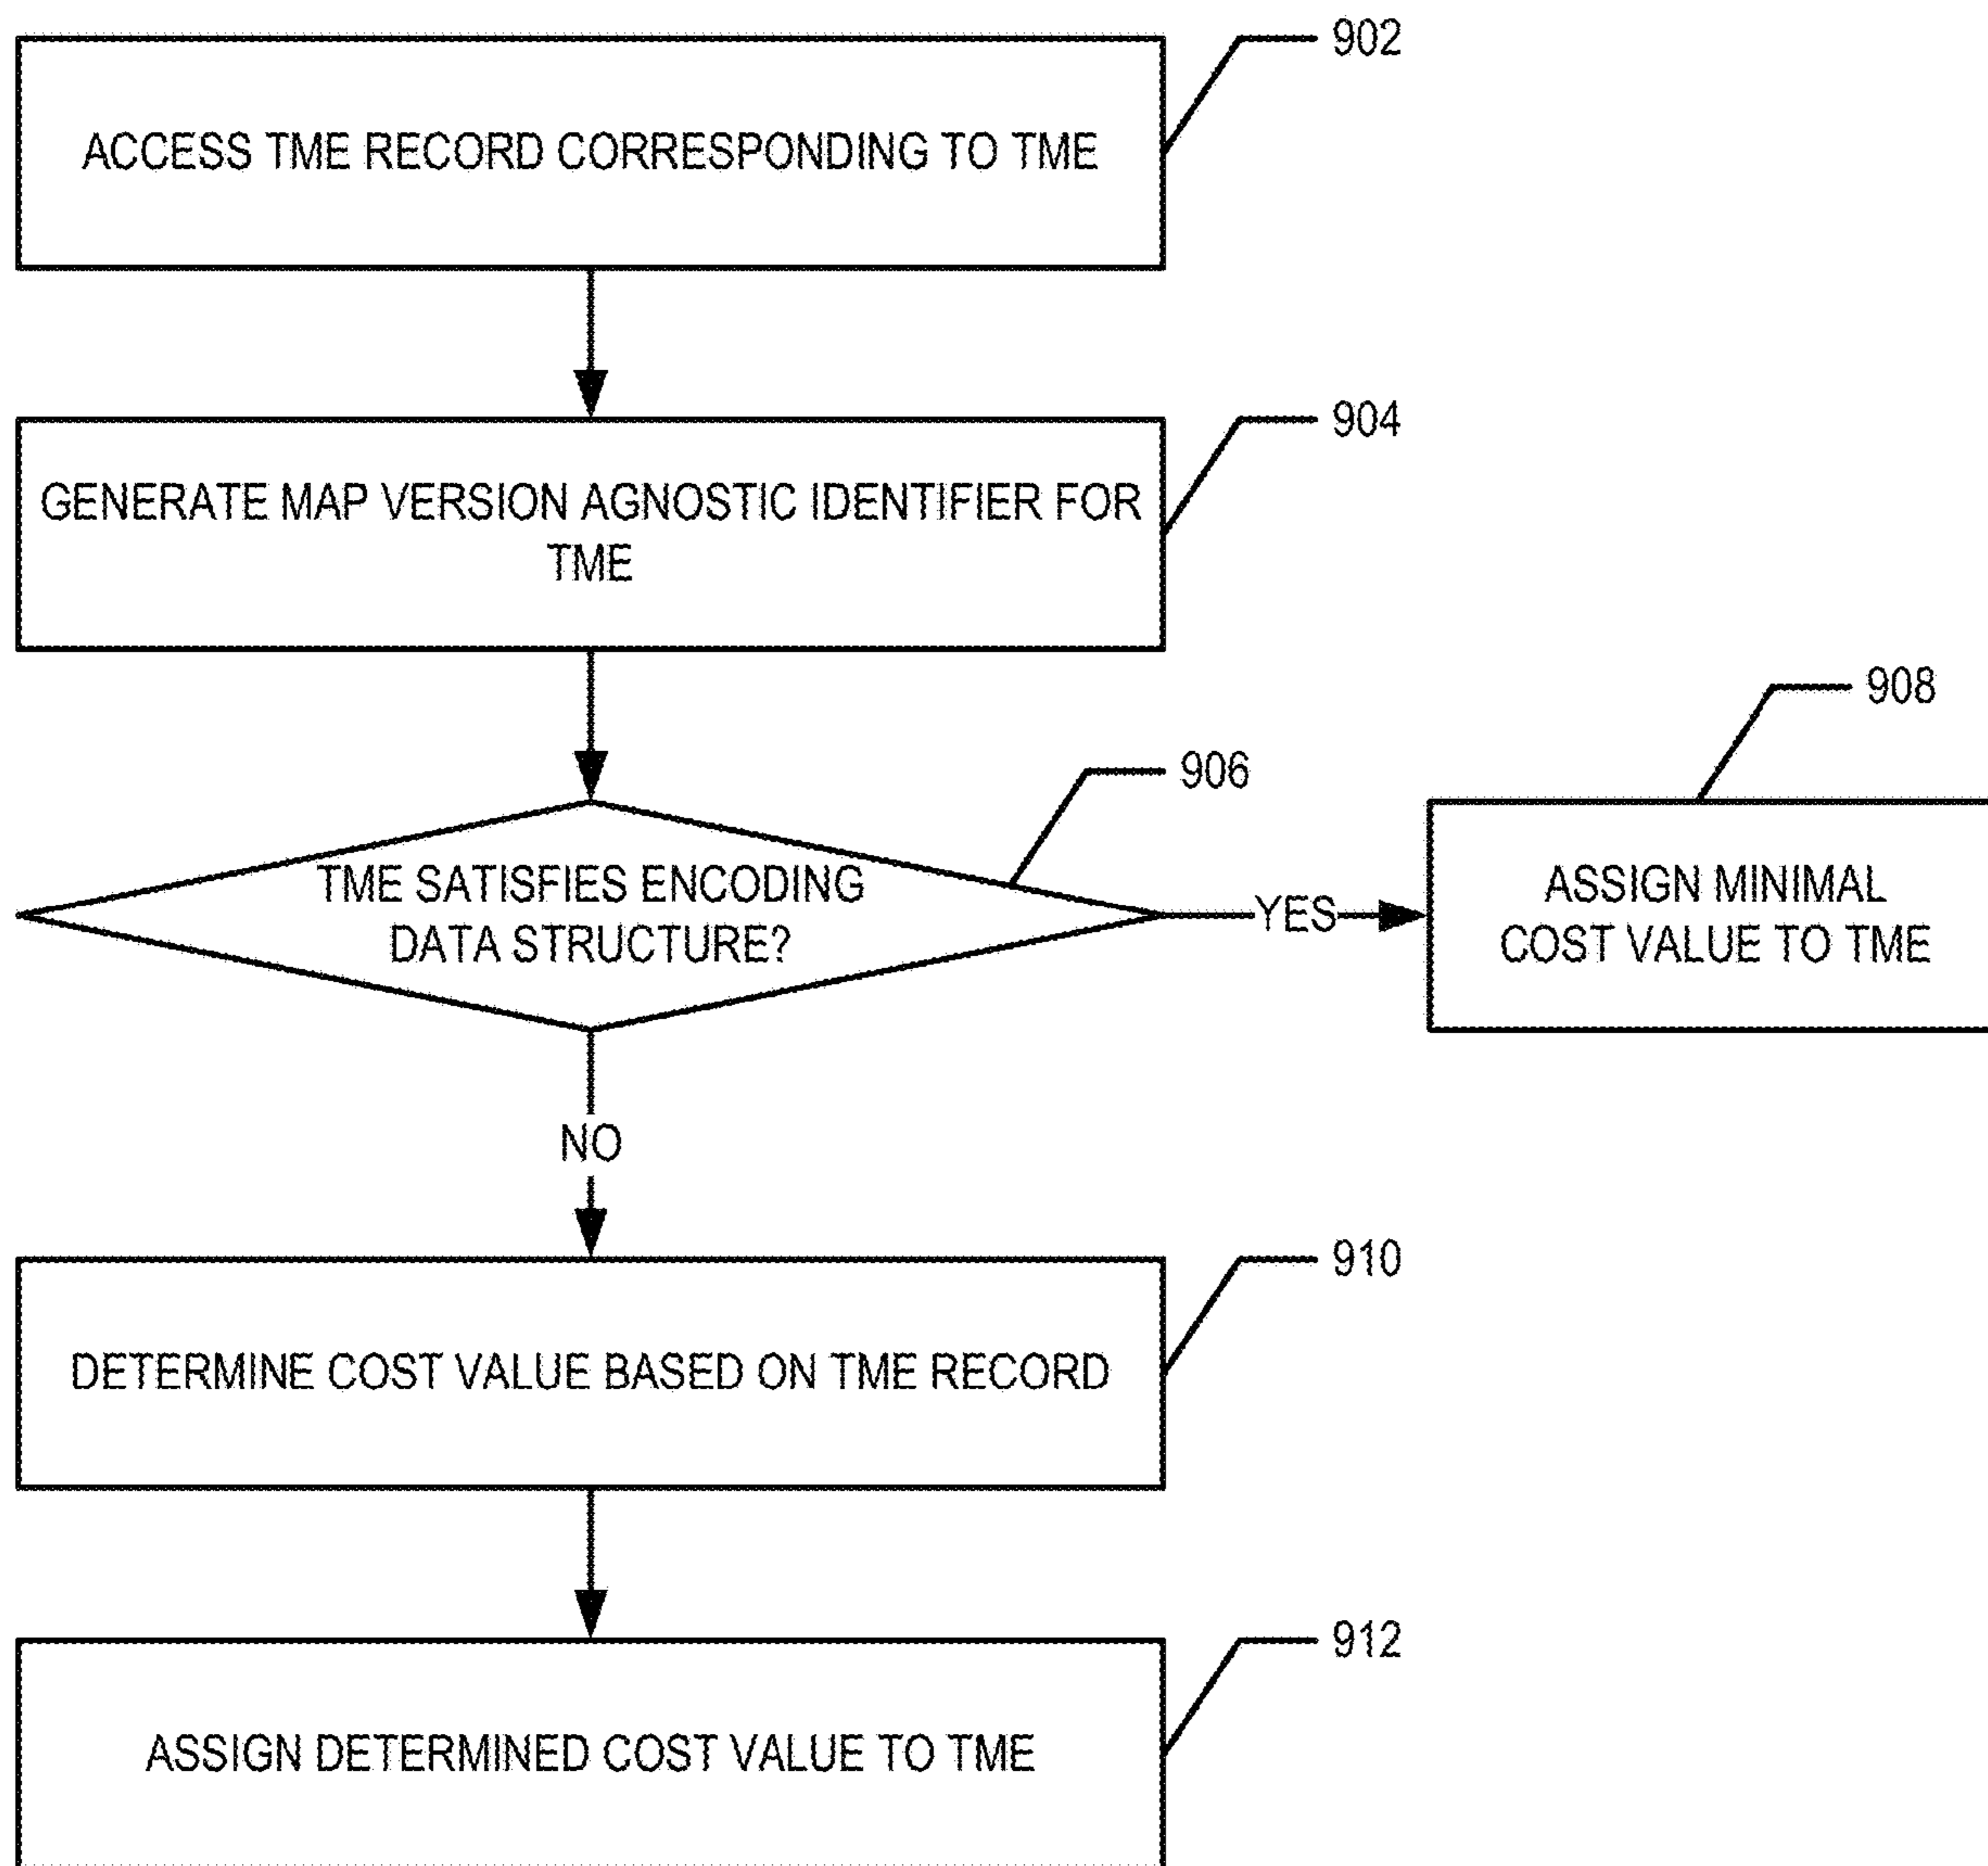 902
ACCESS TME RECORD CORRESPONDING TO TME
904
GENERATE MAP VERSION AGNOSTIC IDENTIFIER FOR
TME
908
906
TME SATISFIES ENCODING
DATA STRUCTURE?
YES
ASSIGN MINIMAL
COST VALUE TO TME
NO
910
DETERMINE COST VALUE BASED ON TME RECORD
912
ASSIGN DETERMINED COST VALUE TO TME